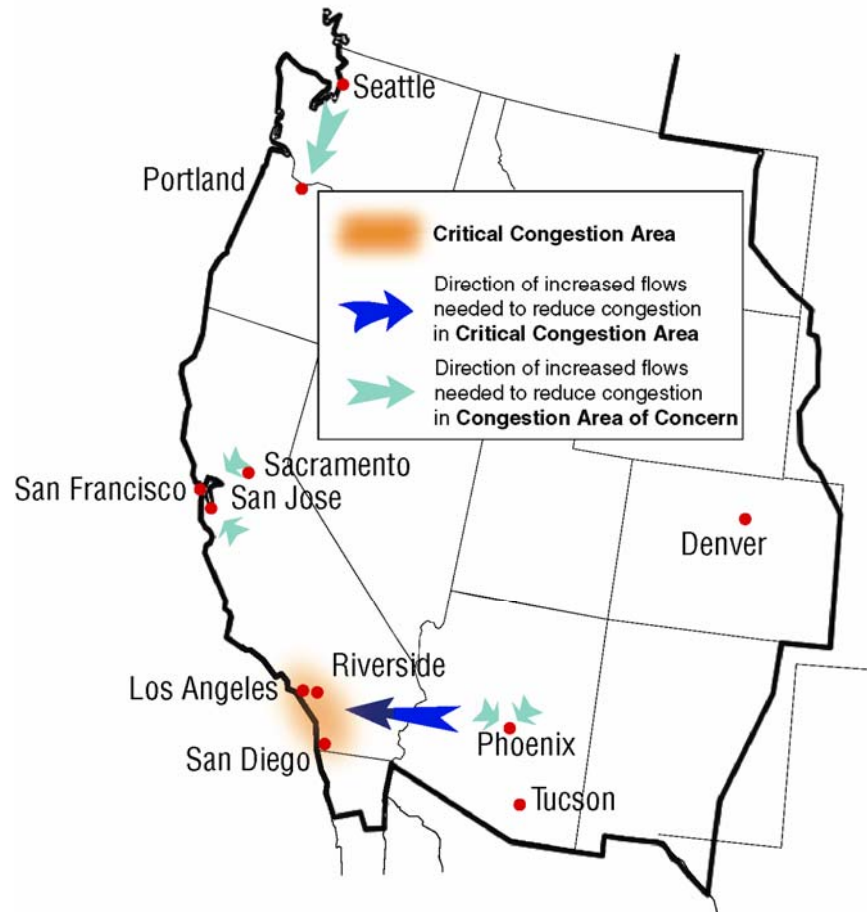 Seattle
Portland
Critical Congestion Area
Direction of increased flows
needed to reduce congestion
in Critical Congestion Area
Direction of increased flows
needed to reduce congestion
in Congestion Area of Concern
Sacramento
San Francisco
San Jose
Denver
Riverside
Los Angeles
Phoenix
San Diego
Tucson